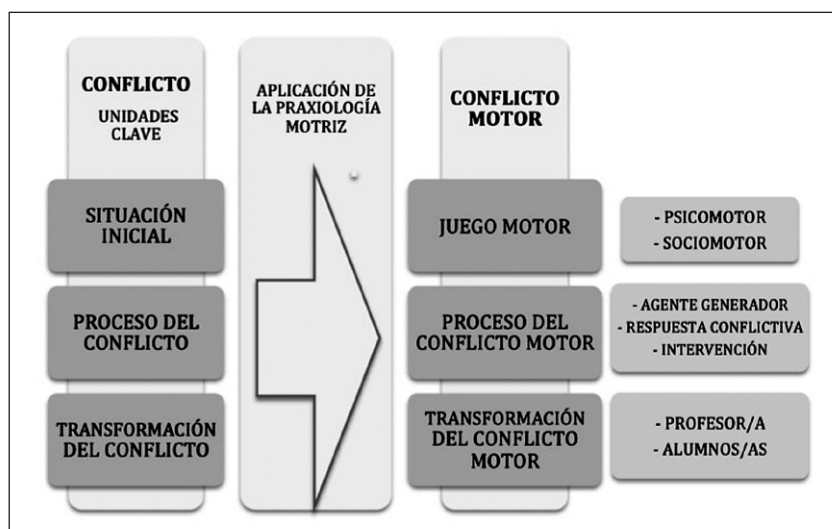 CONFLICTO
UNIDADES
CLAVE
SITUACIÓN
INICIAL
PROCESO DEL
CONFLICTO
TRANSFORMACIÓN
DEL CONFLICTO
APLICACIÓN DE
LA PRAXIOLOGÍA
MOTRIZ
CONFLICTO
MOTOR
JUEGO MOTOR
PROCESO DEL
CONFLICTO MOTOR
TRANSFORMACIÓN
DEL CONFLICTO
MOTOR
- PSICOMOTOR
- SOCIOMOTOR
- AGENTE GENERADOR
- RESPUESTA CONFLICTIVA
- INTERVENCIÓN
- PROFESOR/A
- ALUMNOS/AS